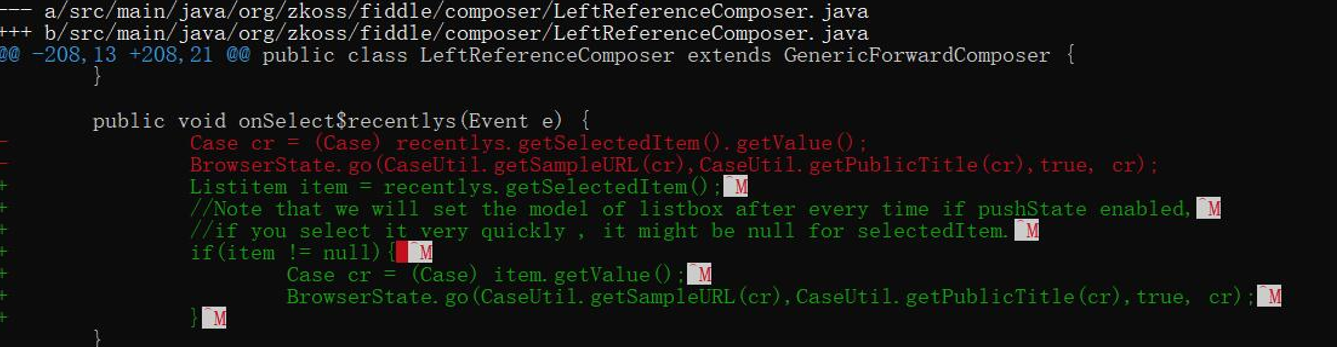 --- a/src/main/java/org/zkoss/fiddle/composer/LeftReferenceComposer.java
+++ b/src/main/java/org/zkoss/fiddle/composer/LeftReferenceComposer.java
@@ -208,13 +208,21 @@ public class LeftReferenceComposer extends GenericForwardComposer {
        }

        public void onSelect$recentlys(Event e) {
-               Case cr = (Case) recentlys.getSelectedItem().getValue();
-               BrowserState.go(CaseUtil.getSampleURL(cr),CaseUtil.getPublicTitle(cr),true, cr);
+               Listitem item = recentlys.getSelectedItem();^M
+               //Note that we will set the model of listbox after every time if pushState enabled,^M
+               //if you select it very quickly , it might be null for selectedItem.^M
+               if(item != null){ ^M
+                       Case cr = (Case) item.getValue();^M
+                       BrowserState.go(CaseUtil.getSampleURL(cr),CaseUtil.getPublicTitle(cr),true, cr);^M
+               }^M
        }